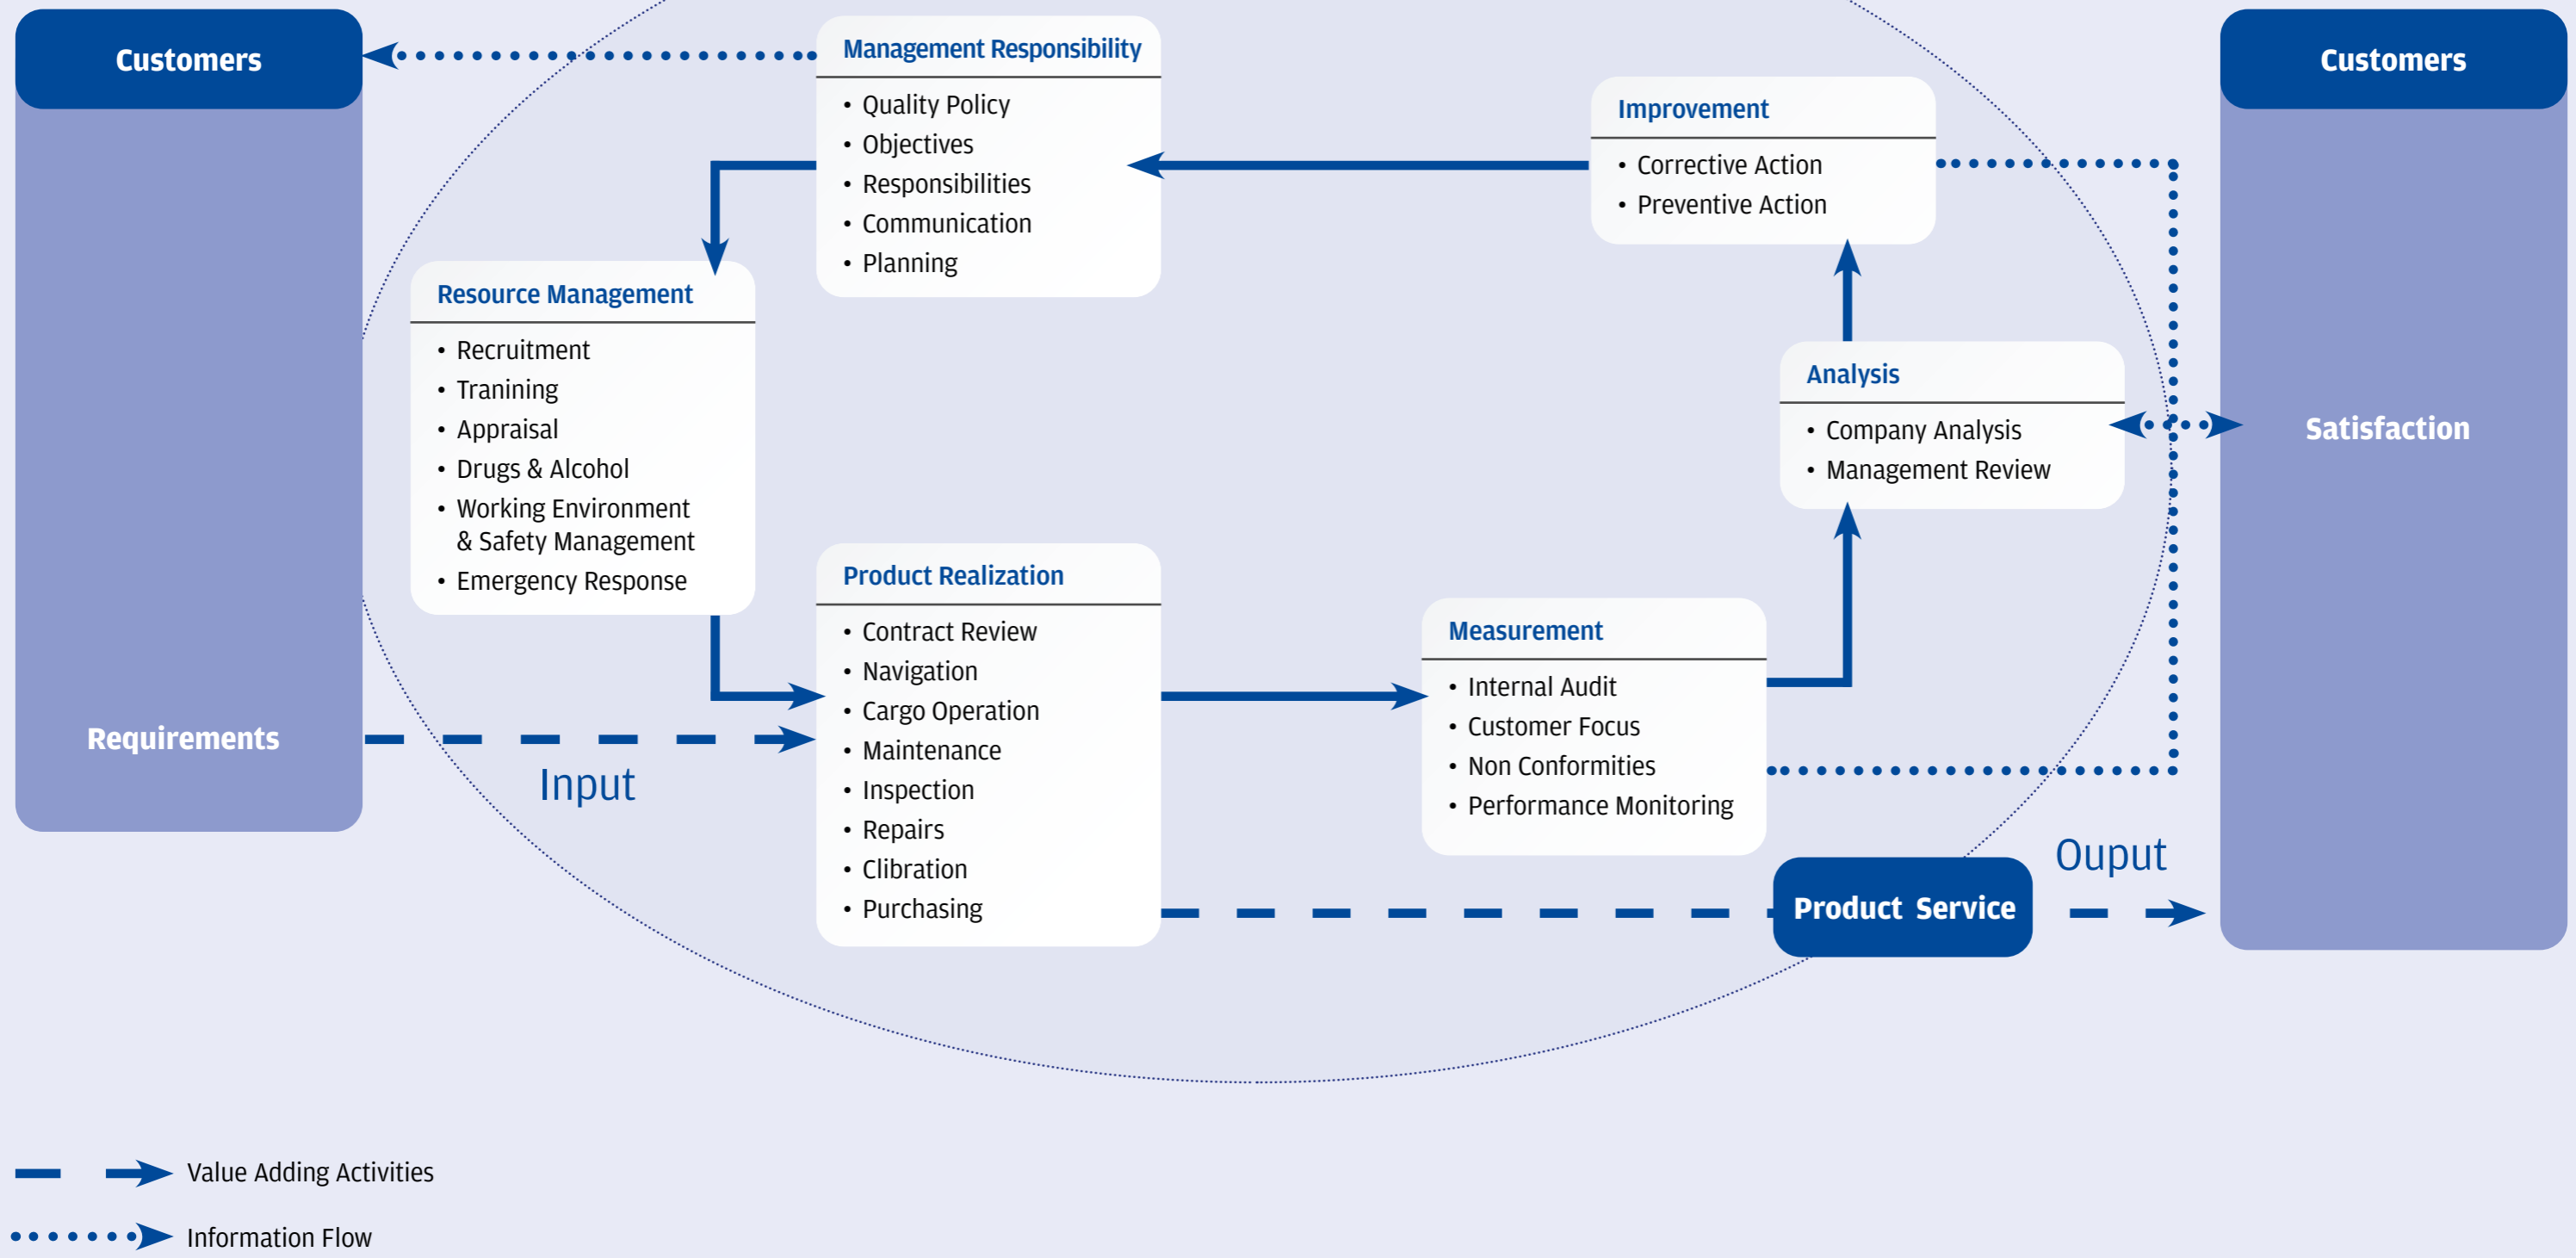 Customers
Requirements
Management Responsibility
• Quality Policy
• Objectives
• Responsibilities
• Communication
• Planning
Resource Management
• Recruitment
• Tranining
• Appraisal
• Drugs & Alcohol
• Working Environment
& Safety Management
• Emergency Response
Input
Product Realization
• Contract Review
• Navigation
• Cargo Operation
• Maintenance
• Inspection
• Repairs
• Clibration
• Purchasing
Measurement
• Internal Audit
• Customer Focus
• Non Conformities
• Performance Monitoring
Analysis
• Company Analysis
• Management Review
Improvement
• Corrective Action
• Preventive Action
Product Service
Ouput
Customers
Satisfaction
Value Adding Activities
Information Flow